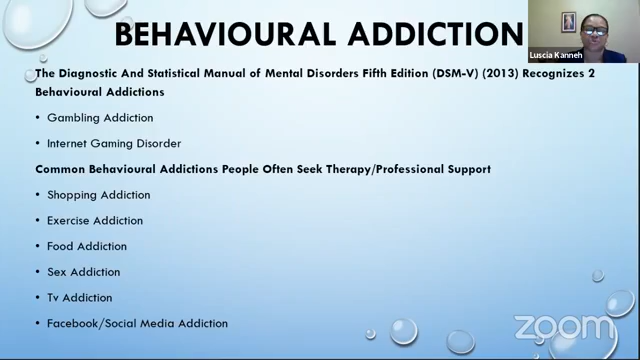 BEHAVIOURAL ADDICTION
Luscia Kanneh
The Diagnostic And Statistical Manual of Mental Disorders Fifth Edition (DSM-V) (2013) Recognizes 2
Behavioural Addictions
• Gambling Addiction
• Internet Gaming Disorder
Common Behavioural Addictions People Often Seek Therapy/Professional Support
• Shopping Addiction
• Exercise Addiction
• Food Addiction
• Sex Addiction
• Tv Addiction
• Facebook/Social Media Addiction
zoom